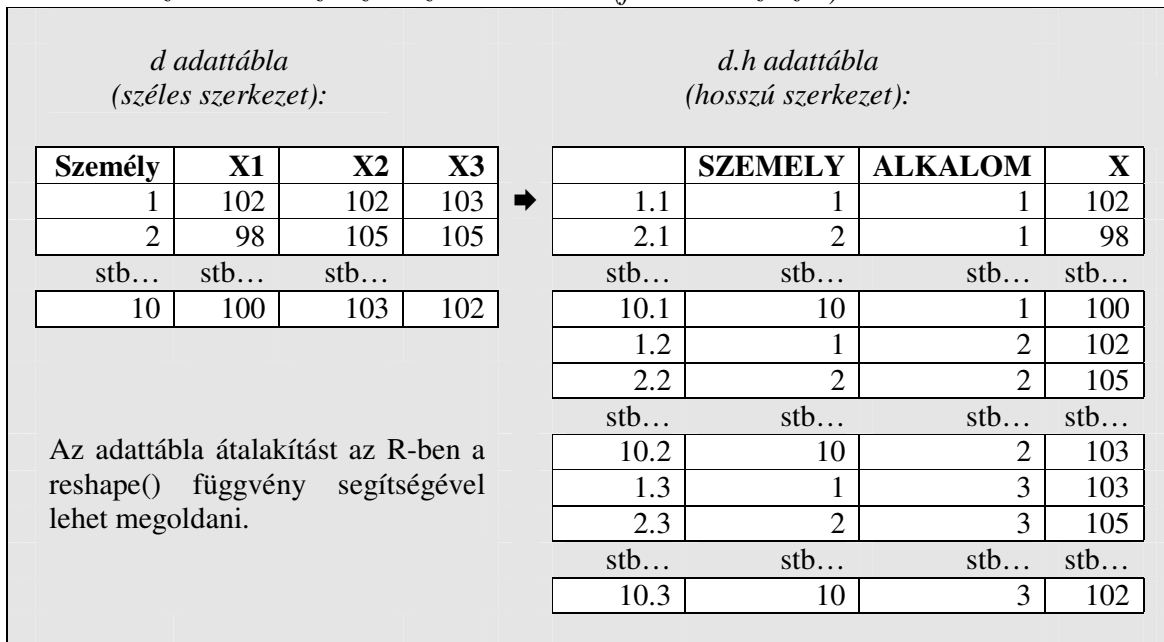 d adattábla
(széles szerkezet):
Személy X1 X2 X3
1 102 102 103
2 98 105 105
stb… stb… stb…
10 100 103 102
Az adattábla átalakítást az R-ben a
reshape() függvény segítségével
lehet megoldani.
d.h adattábla
(hosszú szerkezet):
SZEMELY ALKALOM X
1.1 1 1 102
2.1 2 1 98
stb… stb… stb… stb…
10.1 10 1 100
1.2 1 2 102
2.2 2 2 105
stb… stb… stb… stb…
10.2 10 2 103
1.3 1 3 103
2.3 2 3 105
stb… stb… stb… stb…
10.3 10 3 102